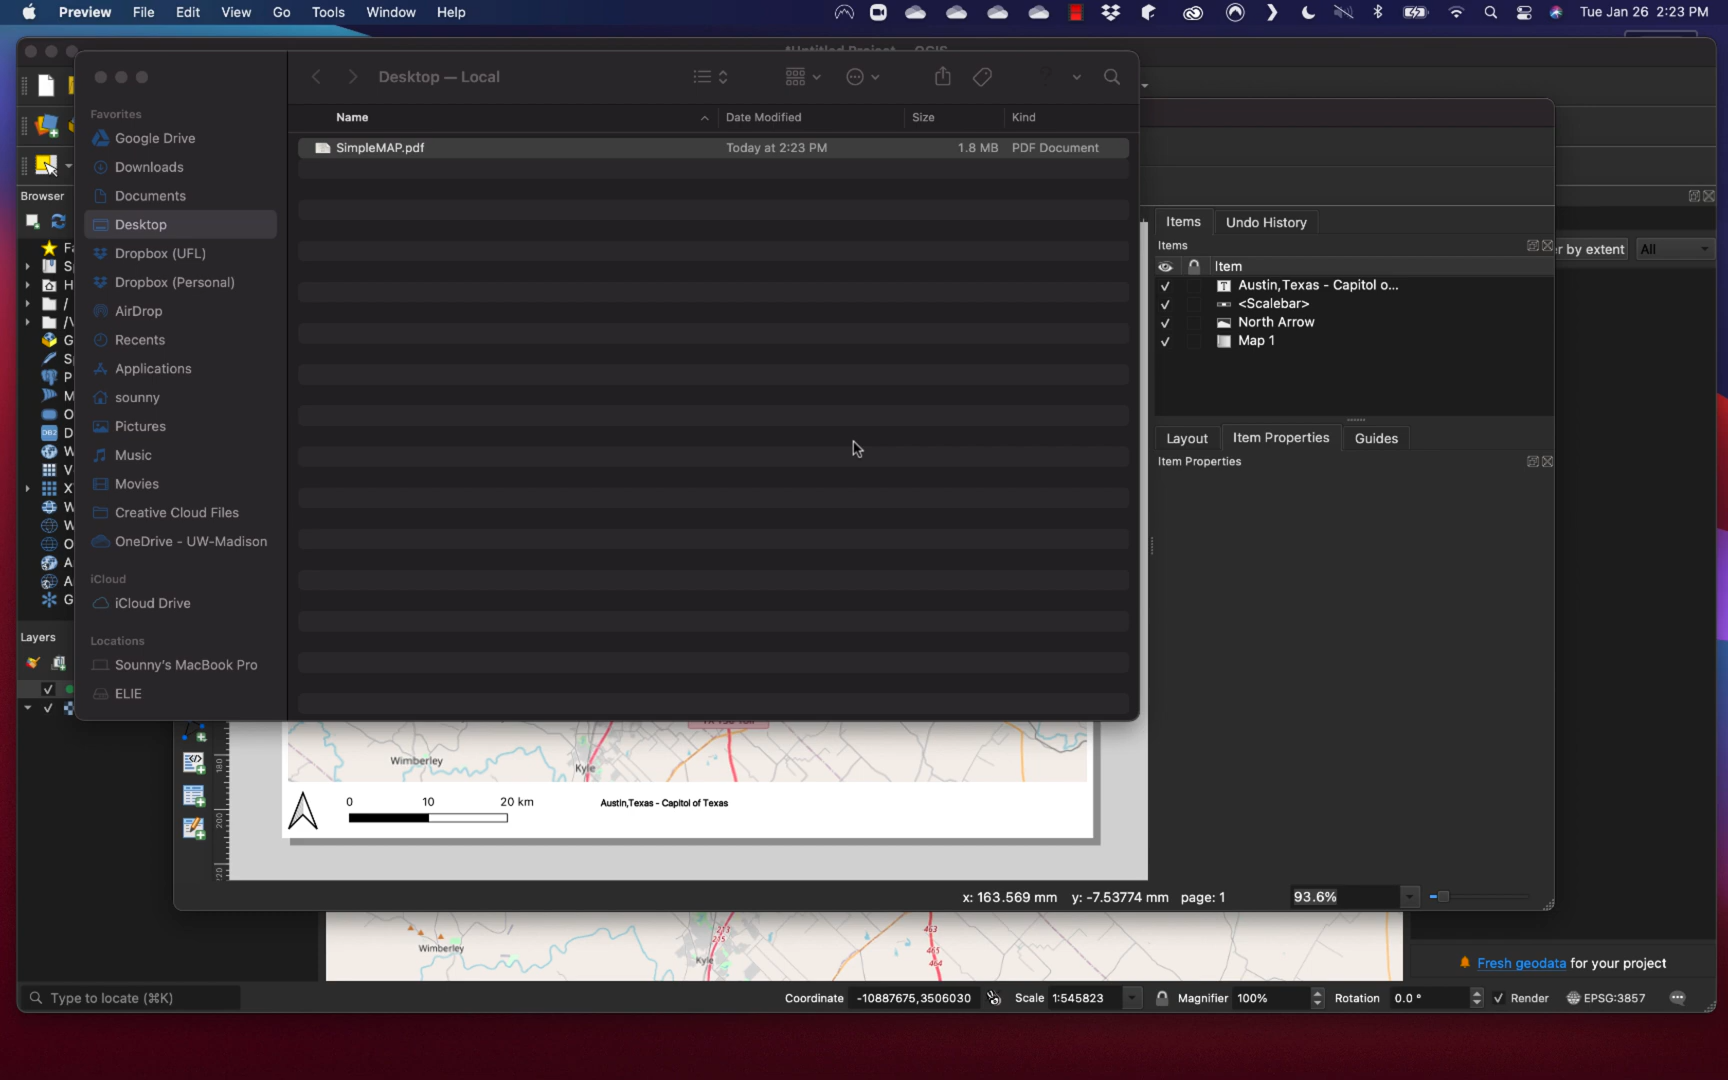 Preview File Edit View Go Tools Window Help
Tue Jan 26 2:23 PM
Desktop — Local
Favorites
Google Drive
Downloads
Documents
Desktop
Dropbox (UFL)
Dropbox (Personal)
AirDrop
Recents
Applications
sounny
Pictures
Music
Movies
Creative Cloud Files
OneDrive - UW-Madison
iCloud
iCloud Drive
Locations
Sounny's MacBook Pro
ELIE
Name Date Modified Size Kind
SimpleMAP.pdf Today at 2:23 PM 1.8 MB PDF Document
Browser
Layers
Items Undo History
Items
Item
Austin,Texas - Capitol o...
<Scalebar>
North Arrow
Map 1
Layout Item Properties Guides
Item Properties
r by extent All
Wimberley
Kyle
0 10 20 km
Austin,Texas - Capitol of Texas
180
200
x: 163.569 mm y: -7.53774 mm page: 1 93.6%
Wimberley
213
215
Kyle
463
465
464
Fresh geodata for your project
Type to locate (⌘K)
Coordinate -10887675,3506030 Scale 1:545823 Magnifier 100% Rotation 0.0 ° Render EPSG:3857